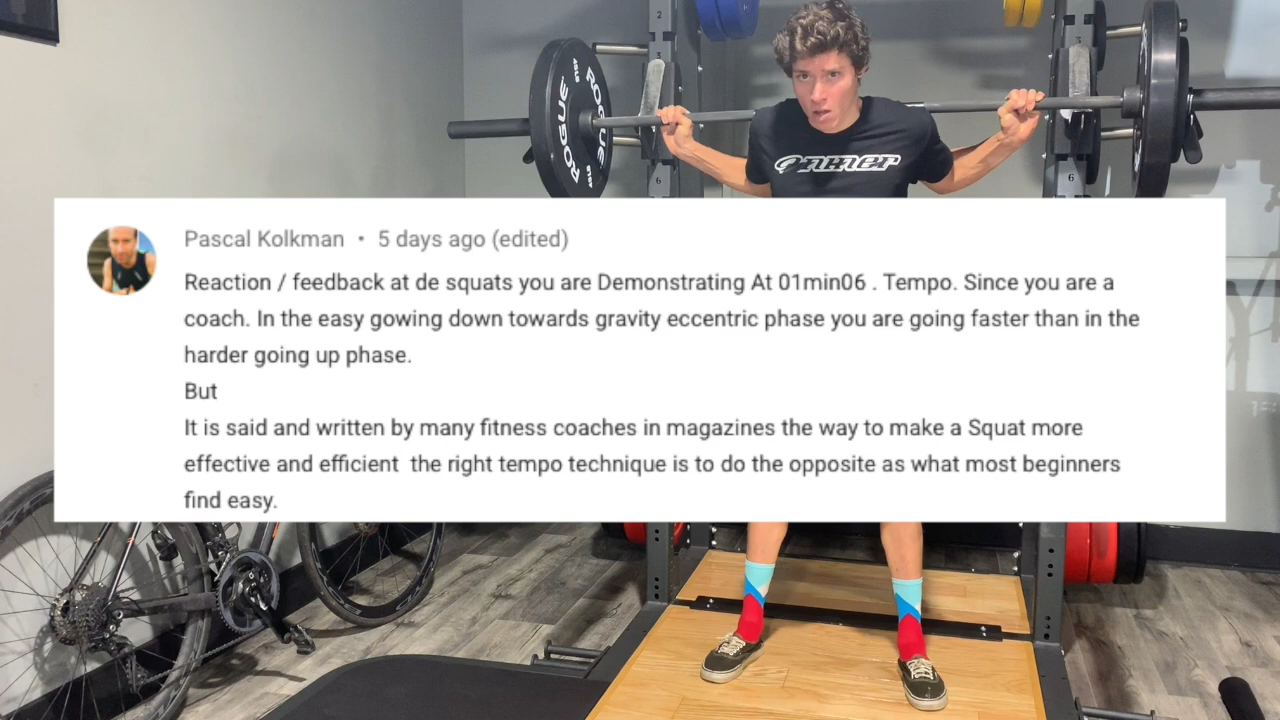 2
ROGUE
ROGUE
6
6
Pascal Kolkman • 5 days ago (edited)
Reaction / feedback at de squats you are Demonstrating At 01min06 . Tempo. Since you are a
coach. In the easy gowing down towards gravity eccentric phase you are going faster than in the
harder going up phase.
But
It is said and written by many fitness coaches in magazines the way to make a Squat more
effective and efficient the right tempo technique is to do the opposite as what most beginners
find easy.